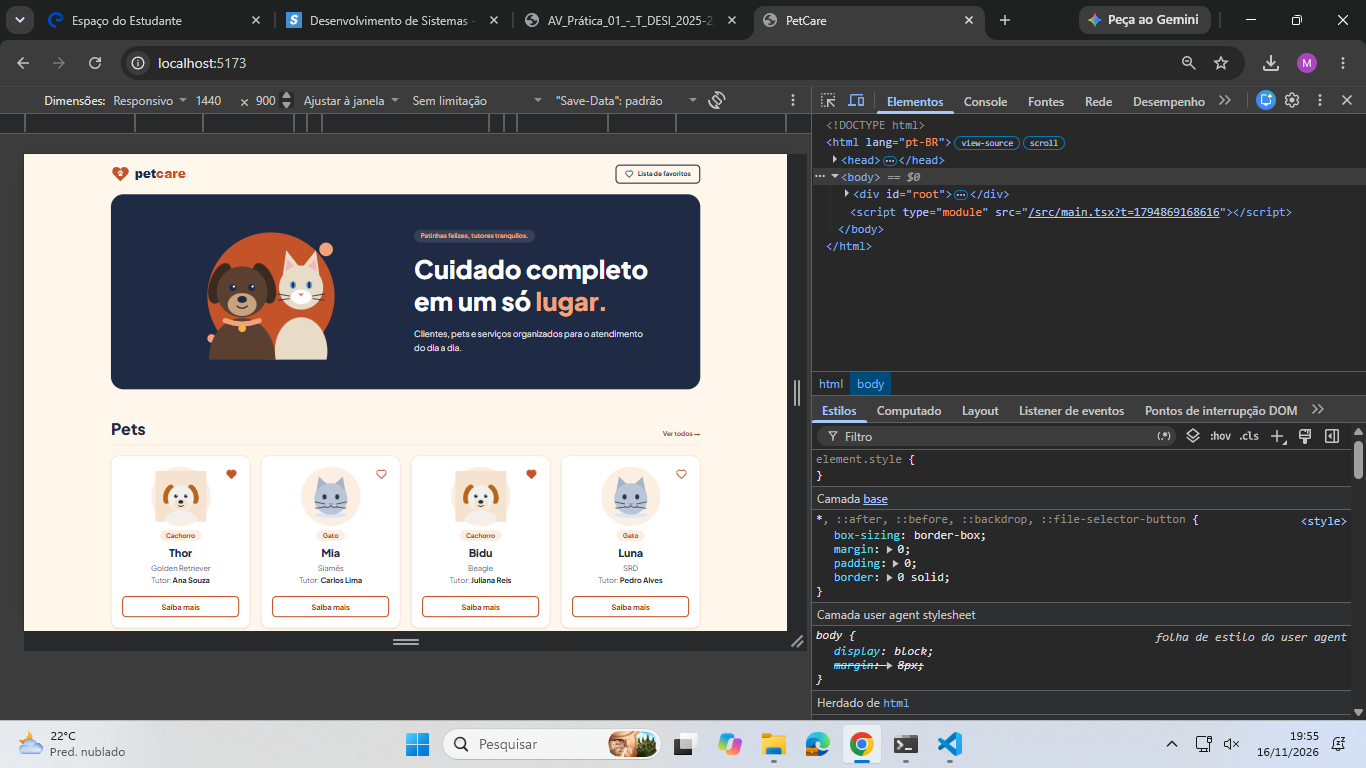 Espaço do Estudante
Desenvolvimento de Sistemas -
AV_Prática_01_-_T_DESI_2025-2
PetCare
Peça ao Gemini
localhost:5173
M
Dimensões: Responsivo 1440 × 900 Ajustar à janela Sem limitação "Save-Data": padrão
Elementos Console Fontes Rede Desempenho
<!DOCTYPE html>
<html lang="pt-BR"> view-source scroll
<head> </head>
<body> == $0
<div id="root"> </div>
<script type="module" src="/src/main.tsx?t=1794869168616"></script>
</body>
</html>
petcare
Lista de favoritos
Patinhas felizes, tutores tranquilos.
Cuidado completo
em um só lugar.
Clientes, pets e serviços organizados para o atendimento
do dia a dia.
Pets
Ver todos →
Cachorro
Thor
Golden Retriever
Tutor: Ana Souza
Saiba mais
Gato
Mia
Siamês
Tutor: Carlos Lima
Saiba mais
Cachorro
Bidu
Beagle
Tutor: Juliana Reis
Saiba mais
Gato
Luna
SRD
Tutor: Pedro Alves
Saiba mais
html body
Estilos Computado Layout Listener de eventos Pontos de interrupção DOM
Filtro
(.*) :hov .cls
element.style {
}
Camada base
*, ::after, ::before, ::backdrop, ::file-selector-button { <style>
box-sizing: border-box;
margin: 0;
padding: 0;
border: 0 solid;
}
Camada user agent stylesheet
body { folha de estilo do user agent
display: block;
margin: 8px;
}
Herdado de html
22°C
Pred. nublado
Pesquisar
19:55
16/11/2026